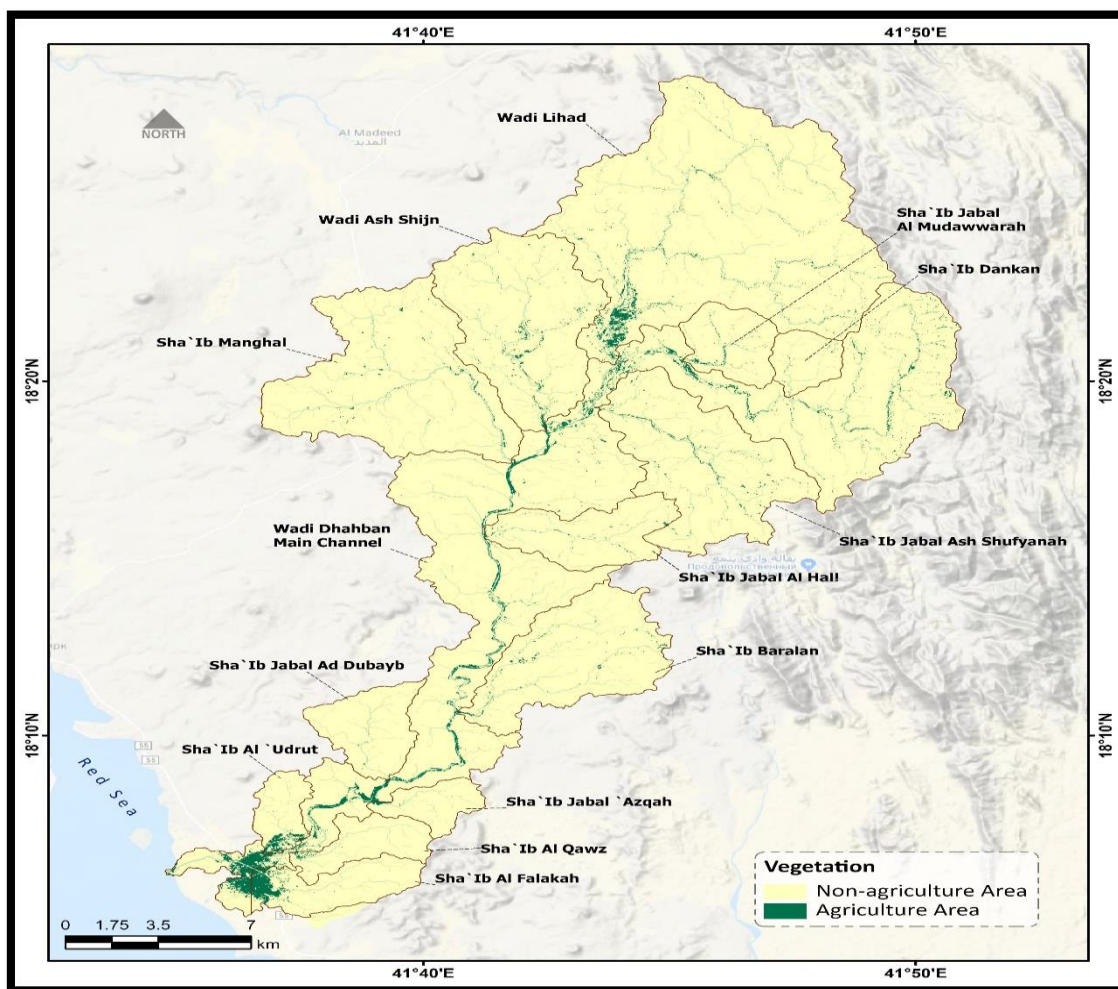 41°40'E
41°50'E
NORTH
Al Madeed
المديد
Wadi Lihad
Wadi Ash Shijn
Sha`Ib Jabal
Al Mudawwarah
Sha`Ib Dankan
Sha`Ib Manghal
18°20'N
18°20'N
Wadi Dhahban
Main Channel
Sha`Ib Jabal Ash Shufyanah
Продовольственный
Sha`Ib Jabal Al Hall
Sha`Ib Baralan
Sha`Ib Jabal Ad Dubayb
18°10'N
18°10'N
55
55
Sha`Ib Al `Udrut
Red Sea
Sha`Ib Jabal `Azqah
Sha`Ib Al Qawz
Sha`Ib Al Falakah
55
Vegetation
Non-agriculture Area
Agriculture Area
0 1.75 3.5 7
km
41°40'E
41°50'E